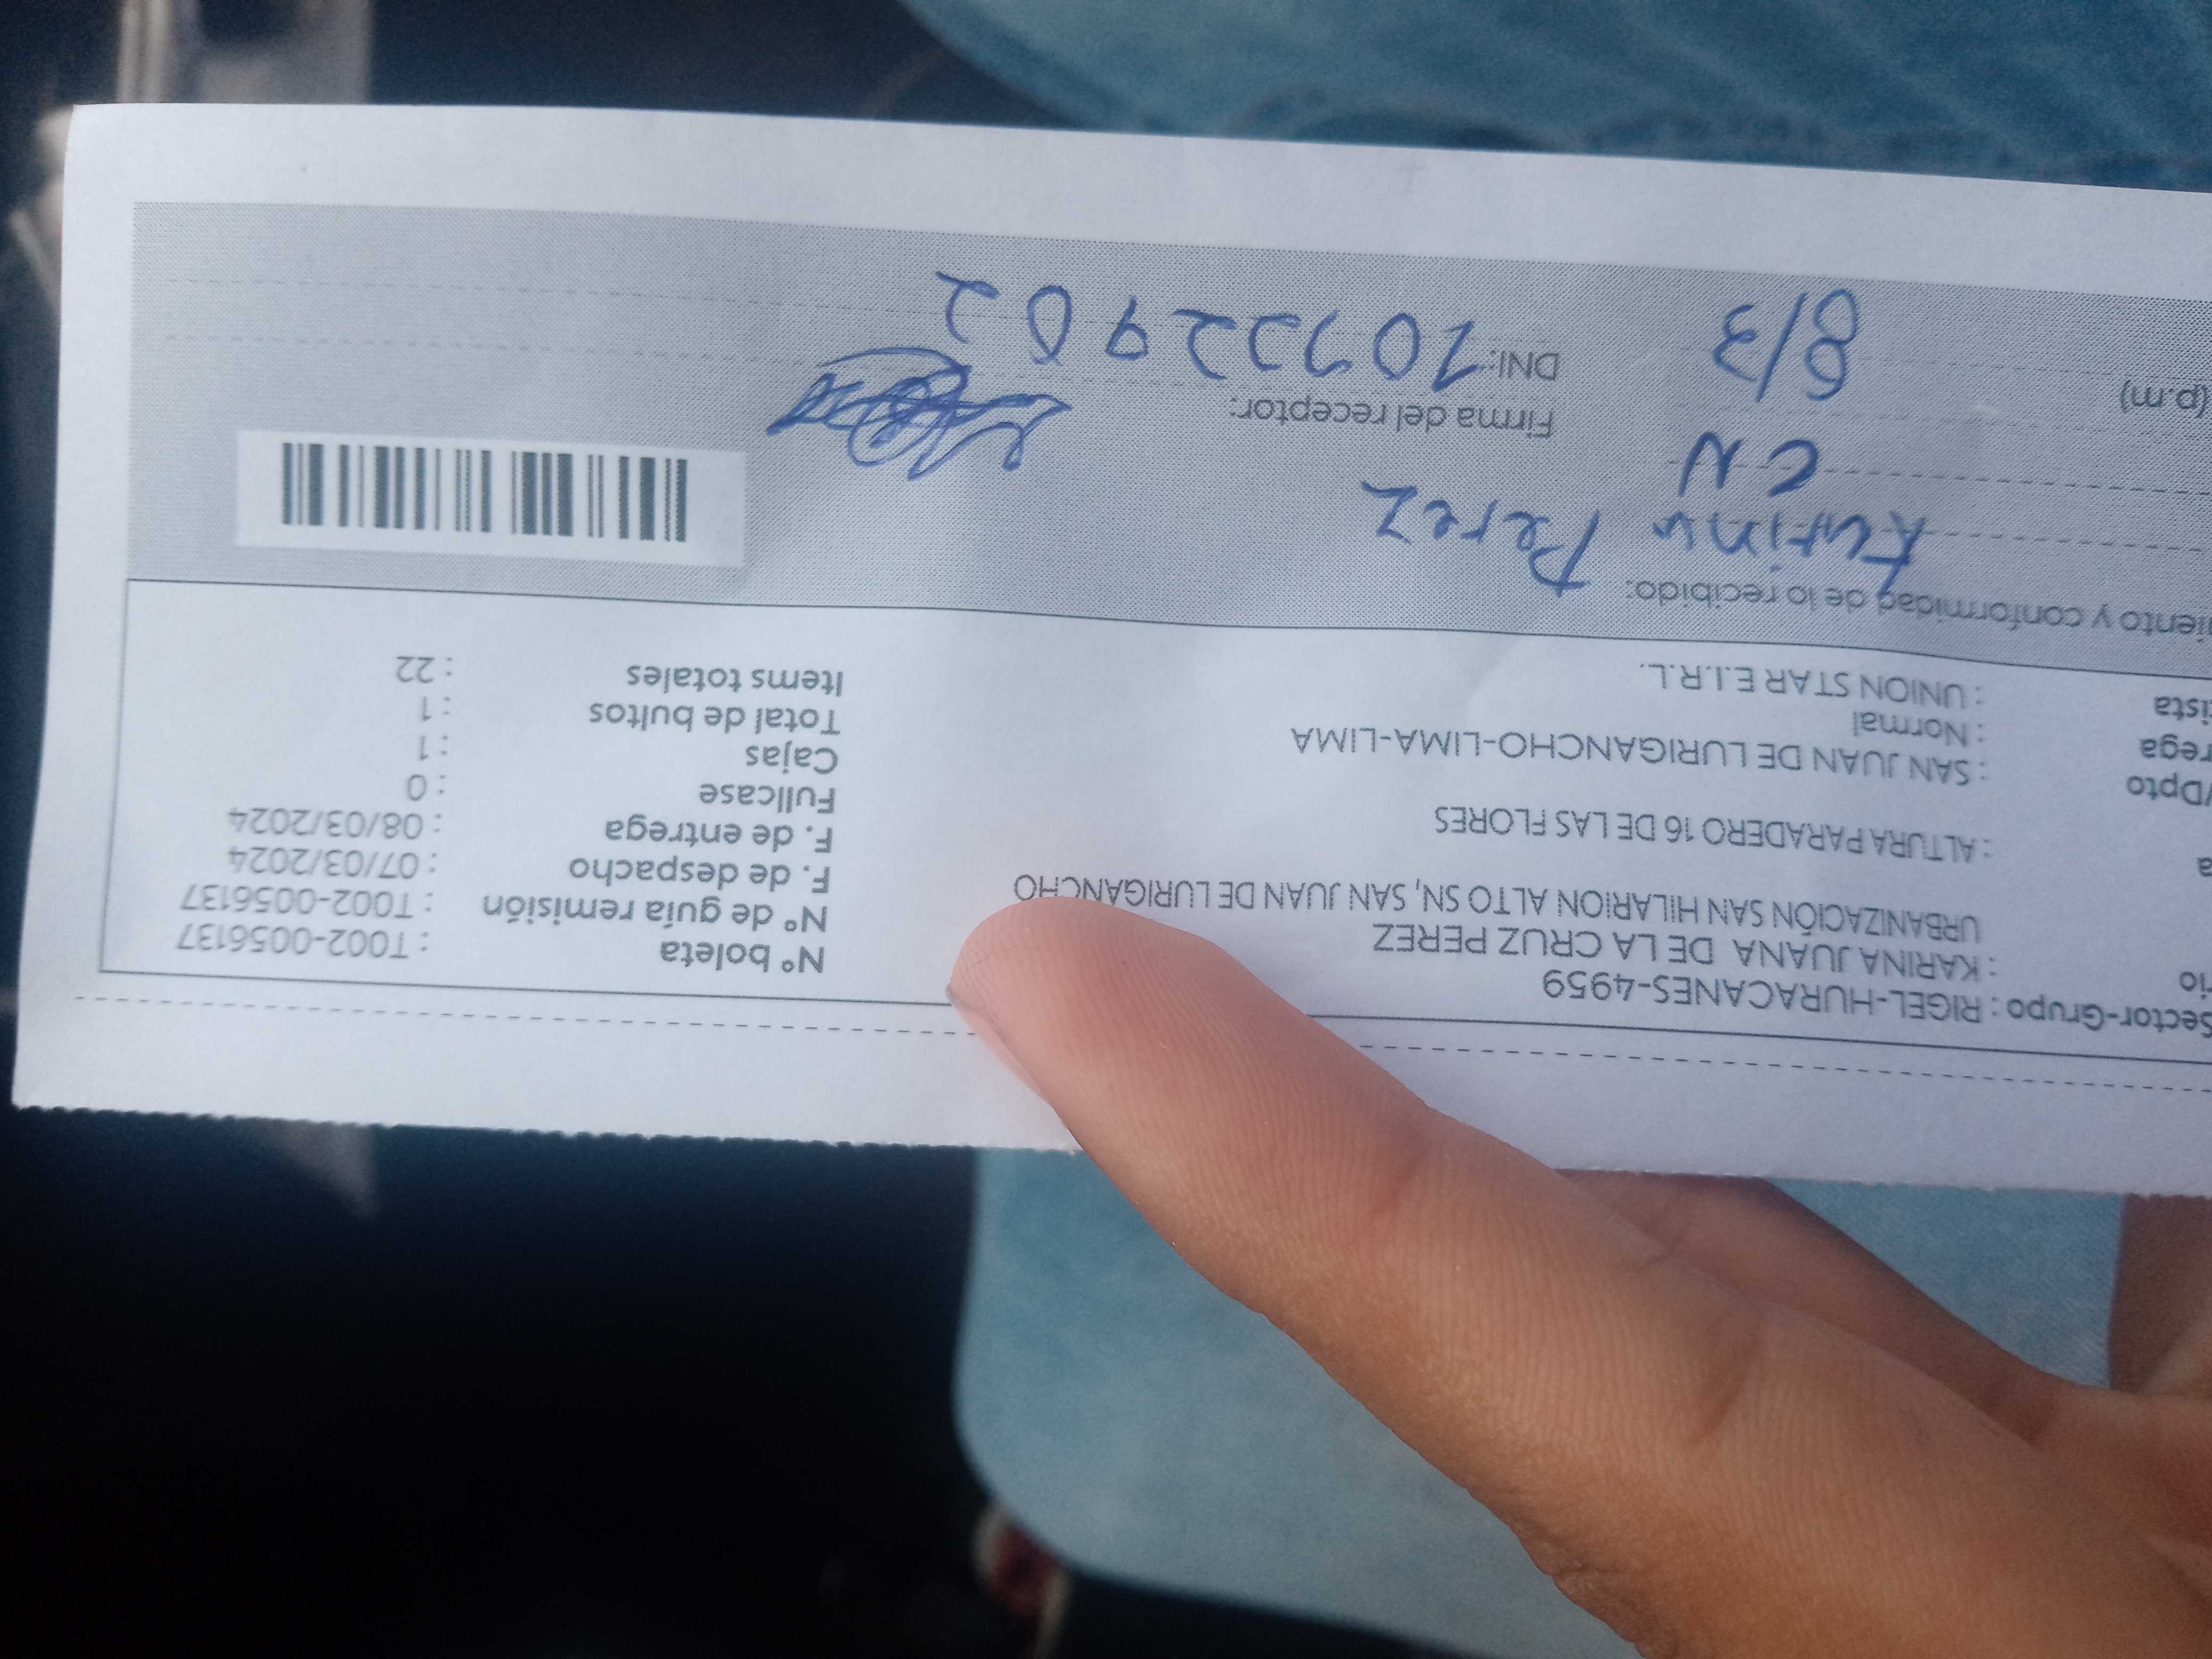 Sector-Grupo : RIGEL-HURACANES-4959
rio : KARINA JUANA DE LA CRUZ PEREZ
URBANIZACIÓN SAN HILARION ALTO SN, SAN JUAN DE LURIGANCHO
a : ALTURA PARADERO 16 DE LAS FLORES
/Dpto : SAN JUAN DE LURIGANCHO-LIMA-LIMA
rega : Normal
ista : UNION STAR E.I.R.L.
N° boleta : T002-0056137
N° de guía remisión : T002-0056137
F. de despacho : 07/03/2024
F. de entrega : 08/03/2024
Fullcase : 0
Cajas : 1
Total de bultos : 1
Items totales : 22
iento y conformidad de lo recibido:
Karina Perez
CN
Firma del receptor:
(p.m) 8/3
DNI: